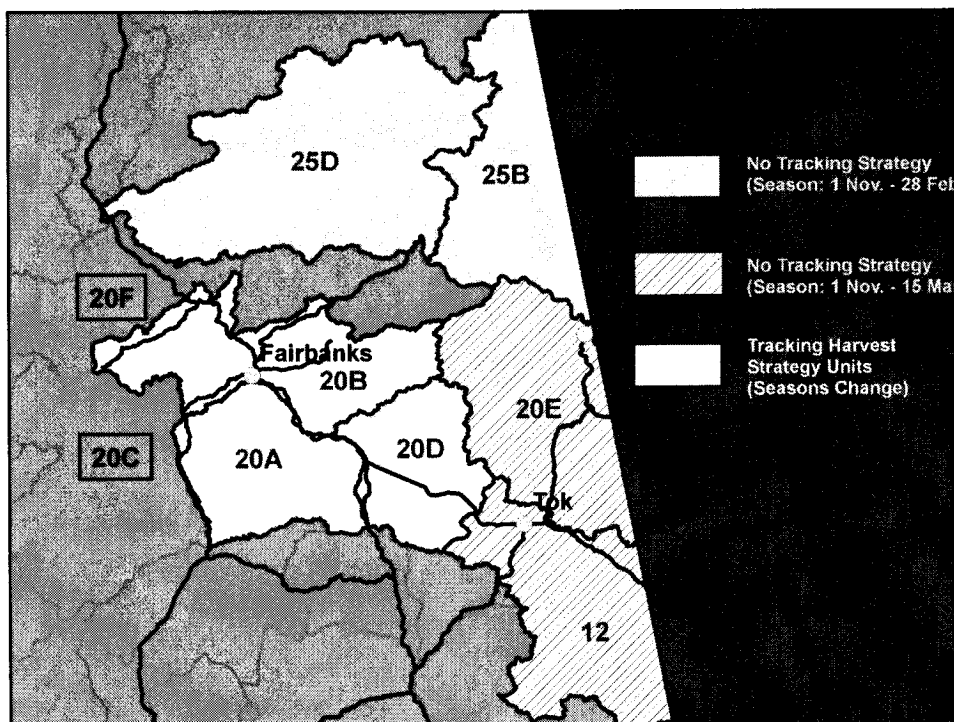 25D
25B
No Tracking Strategy
(Season: 1 Nov. - 28 Feb
20F
No Tracking Strategy
(Season: 1 Nov. - 15 Ma
Fairbanks
20B
Tracking Harvest
Strategy Units
(Seasons Change)
20E
20C
20A
20D
Tok
12